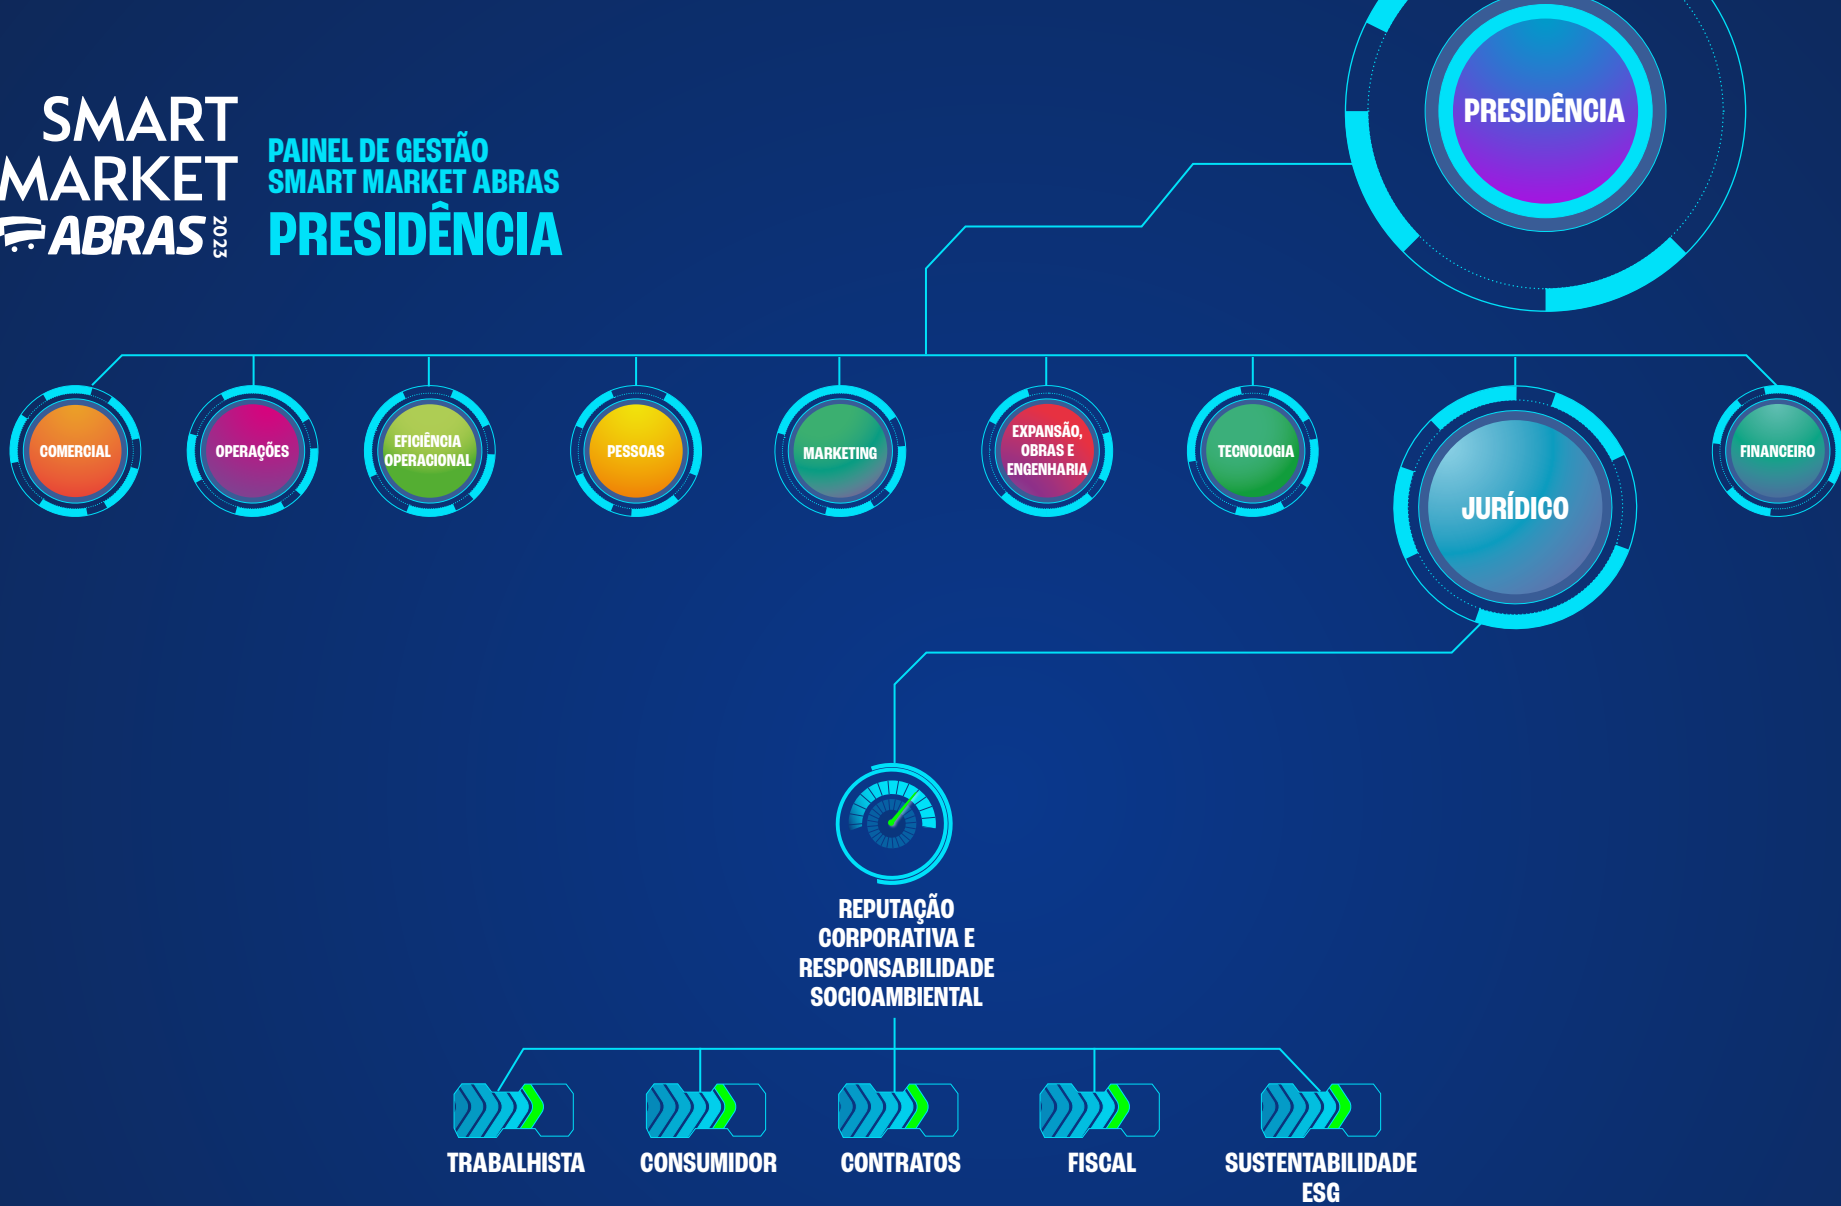 SMART
MARKET
ABRAS 2023
PAINEL DE GESTÃO
SMART MARKET ABRAS
PRESIDÊNCIA
PRESIDÊNCIA
COMERCIAL
OPERAÇÕES
EFICIÊNCIA
OPERACIONAL
PESSOAS
MARKETING
EXPANSÃO,
OBRAS E
ENGENHARIA
TECNOLOGIA
JURÍDICO
FINANCEIRO
REPUTAÇÃO
CORPORATIVA E
RESPONSABILIDADE
SOCIOAMBIENTAL
TRABALHISTA
CONSUMIDOR
CONTRATOS
FISCAL
SUSTENTABILIDADE
ESG